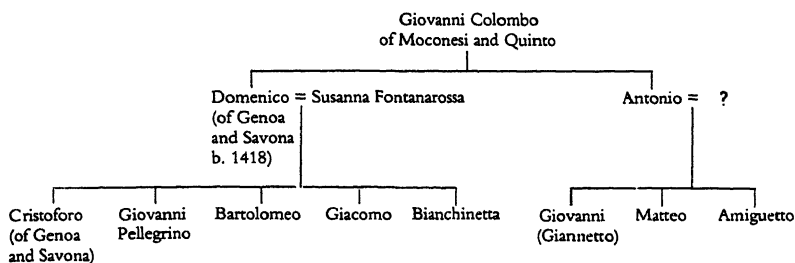 Giovanni Colombo
of Moconesi and Quinto
Domenico = Susanna Fontanarossa
(of Genoa
and Savona
b. 1418)
Antonio = ?
Cristoforo
(of Genoa
and Savona)
Giovanni
Pellegrino
Bartolomeo
Giacomo
Bianchinetta
Giovanni
(Giannetto)
Matteo
Amiguetto